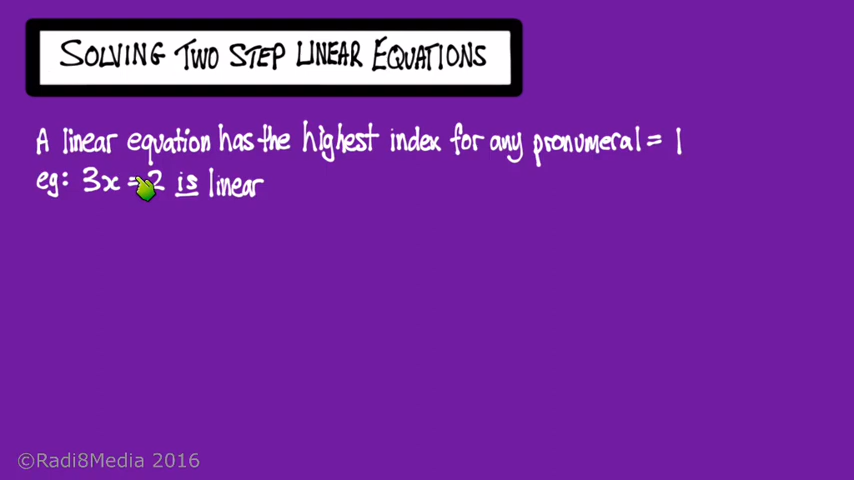 SOLVING TWO STEP LINEAR EQUATIONS
A linear equation has the highest index for any pronumeral = 1
eg: 3x = 2 is linear
©Radi8Media 2016